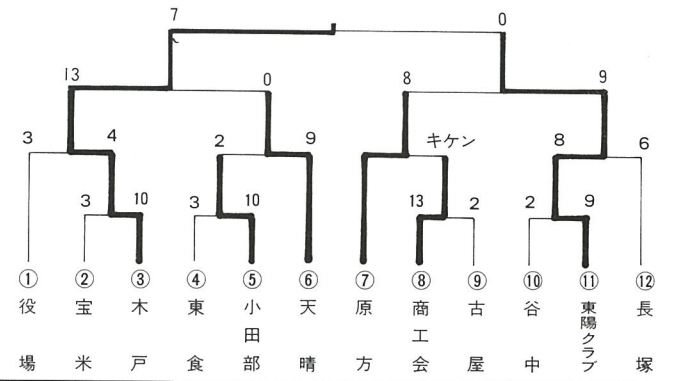 7 0
13 0 8 9
3 4 2 9 キケン 8 6
3 10 3 10 13 2 2 9
① ② ③ ④ ⑤ ⑥ ⑦ ⑧ ⑨ ⑩ ⑪ ⑫
役場
宝米
木戸
東食
小田部
天晴
原方
商工会
古屋
谷中
東陽クラブ
長塚